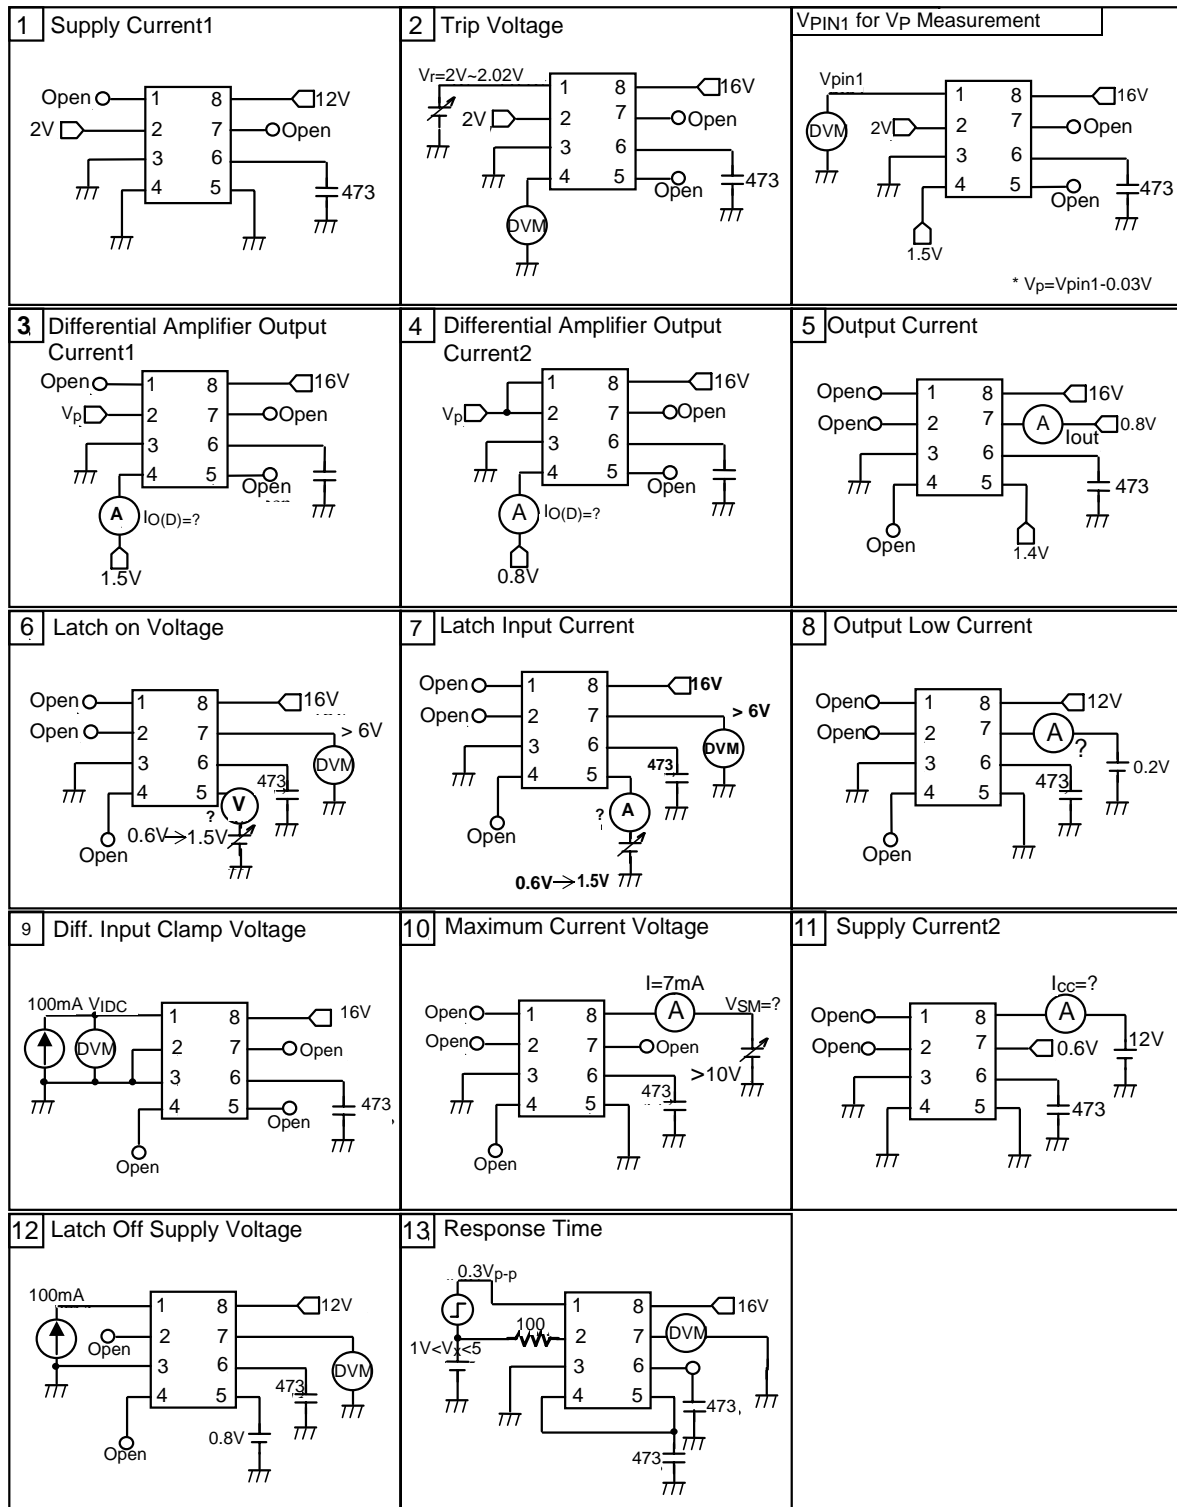 1 Supply Current1
Open 1 8 12V
2V 2 7 Open
3 6
4 5 473
2 Trip Voltage
Vr=2V~2.02V 1 8 16V
2V 2 7 Open
3 6
4 5 Open 473
DVM
VPIN1 for VP Measurement
Vpin1 1 8 16V
DVM 2V 2 7 Open
3 6
4 5 Open 473
1.5V
* Vp=Vpin1-0.03V
3 Differential Amplifier Output
Current1
Open 1 8 16V
Vp 2 7 Open
3 6
4 5 Open
A IO(D)=?
1.5V
4 Differential Amplifier Output
Current2
1 8 16V
Vp 2 7 Open
3 6
4 5 Open
A IO(D)=?
0.8V
5 Output Current
Open 1 8 16V
Open 2 7 A Iout 0.8V
3 6
4 5 473
Open 1.4V
6 Latch on Voltage
Open 1 8 16V
Open 2 7 > 6V
3 6 DVM
4 5 V 473
? 0.6V→1.5V
Open
7 Latch Input Current
Open 1 8 16V
Open 2 7 > 6V
3 6 473 DVM
4 5
? A
Open
0.6V→1.5V
8 Output Low Current
Open 1 8 12V
Open 2 7 A ?
3 6 473 0.2V
4 5
Open
9 Diff. Input Clamp Voltage
100mA VIDC 1 8 16V
DVM 2 7 Open
3 6
4 5 Open 473
Open
10 Maximum Current Voltage
I=7mA
Open 1 8 A VSM=?
Open 2 7 Open
3 6 >10V
4 5 473
Open
11 Supply Current2
Icc=?
Open 1 8 A
Open 2 7 0.6V 12V
3 6
4 5 473
12 Latch Off Supply Voltage
100mA 1 8 12V
Open 2 7
3 6 DVM
4 5 473
Open 0.8V
13 Response Time
0.3Vp-p
1 8 16V
100 2 7 DVM
1V<Vx<5
3 6
4 5 473
473